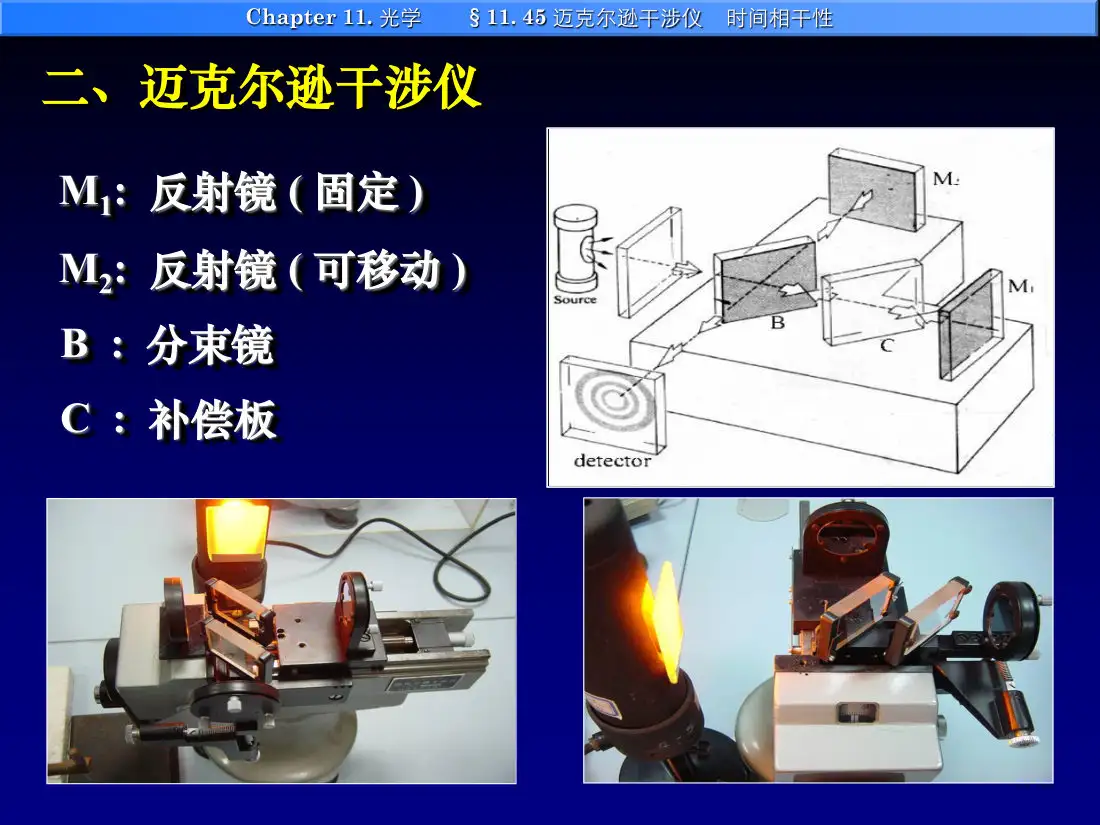 Chapter 11. 光学 § 11. 45 迈克尔逊干涉仪 时间相干性
二、迈克尔逊干涉仪
M1: 反射镜 ( 固定 )
M2: 反射镜 ( 可移动 )
B : 分束镜
C : 补偿板
M2
Source
M1
B
C
detector